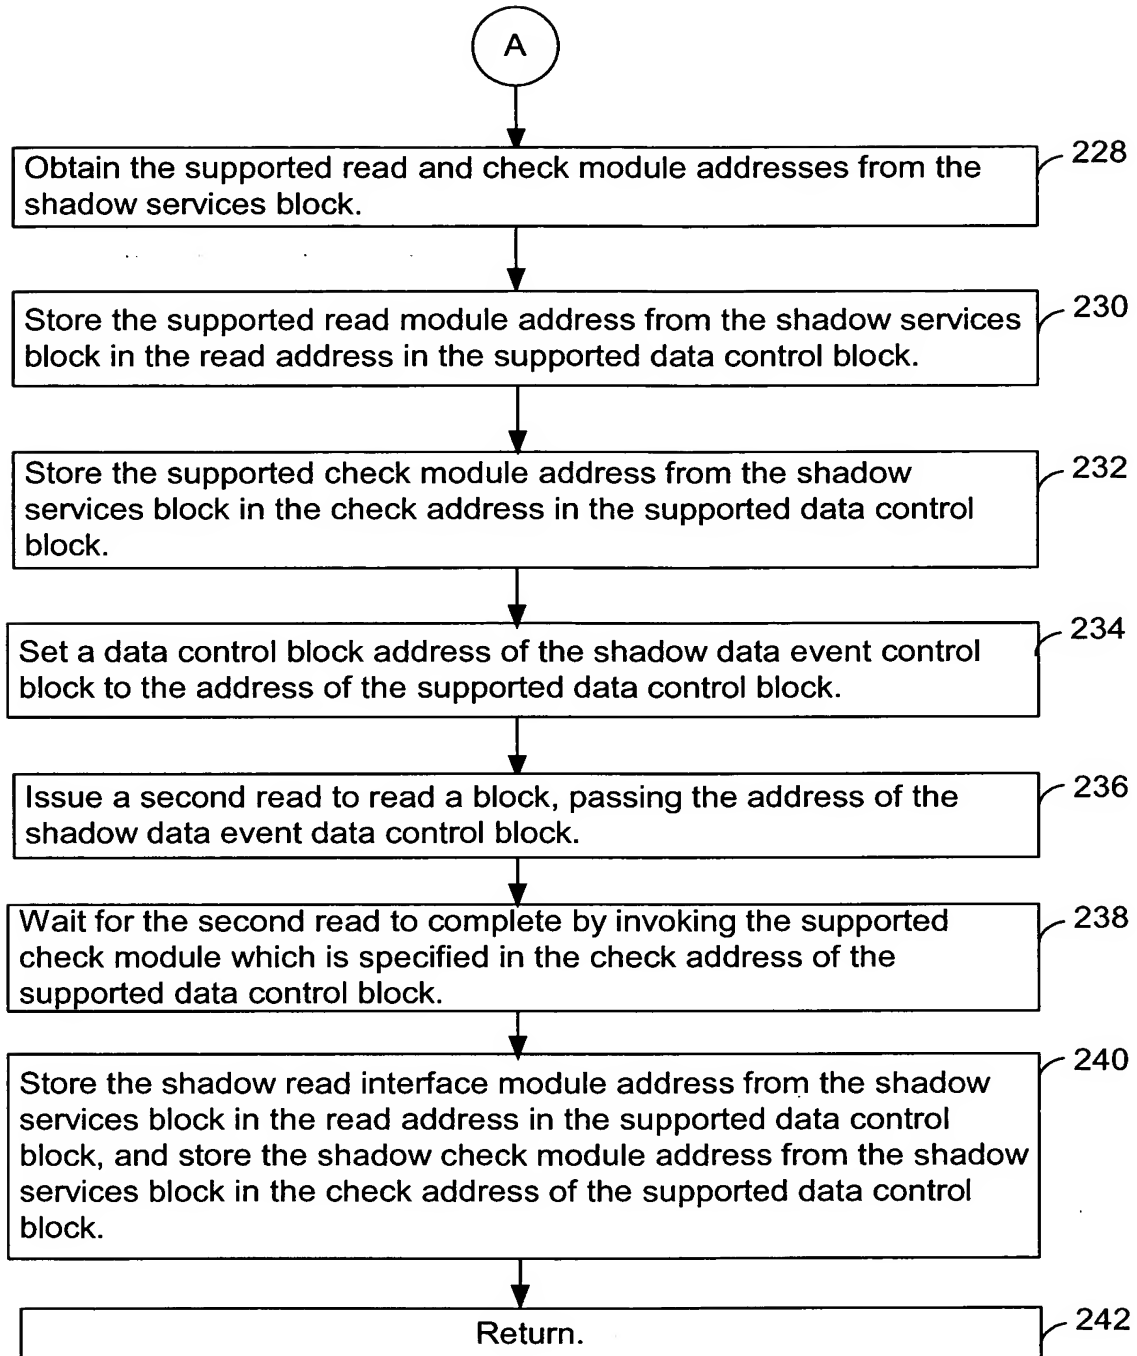 A
228
Obtain the supported read and check module addresses from the
shadow services block.
230
Store the supported read module address from the shadow services
block in the read address in the supported data control block.
232
Store the supported check module address from the shadow
services block in the check address in the supported data control
block.
234
Set a data control block address of the shadow data event control
block to the address of the supported data control block.
236
Issue a second read to read a block, passing the address of the
shadow data event data control block.
238
Wait for the second read to complete by invoking the supported
check module which is specified in the check address of the
supported data control block.
240
Store the shadow read interface module address from the shadow
services block in the read address in the supported data control
block, and store the shadow check module address from the shadow
services block in the check address of the supported data control
block.
242
Return.